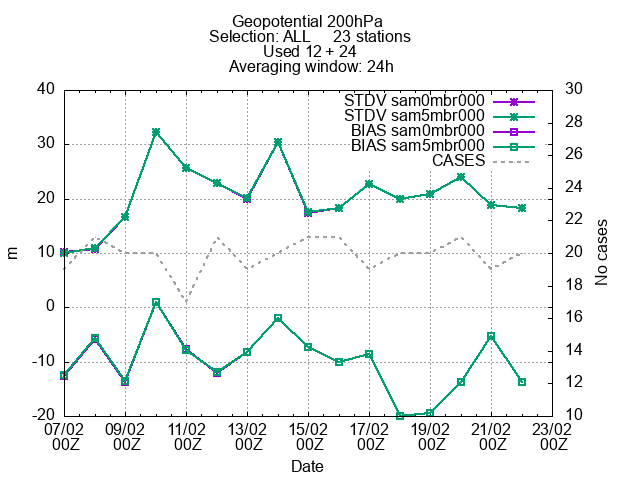 Geopotential 200hPa
Selection: ALL 23 stations
Used 12 + 24
Averaging window: 24h
STDV sam0mbr000
STDV sam5mbr000
BIAS sam0mbr000
BIAS sam5mbr000
CASES
40
30
20
10
0
-10
-20
m
30
28
26
24
22
20
18
16
14
12
10
No cases
07/02 09/02 11/02 13/02 15/02 17/02 19/02 21/02 23/02
00Z 00Z 00Z 00Z 00Z 00Z 00Z 00Z 00Z
Date